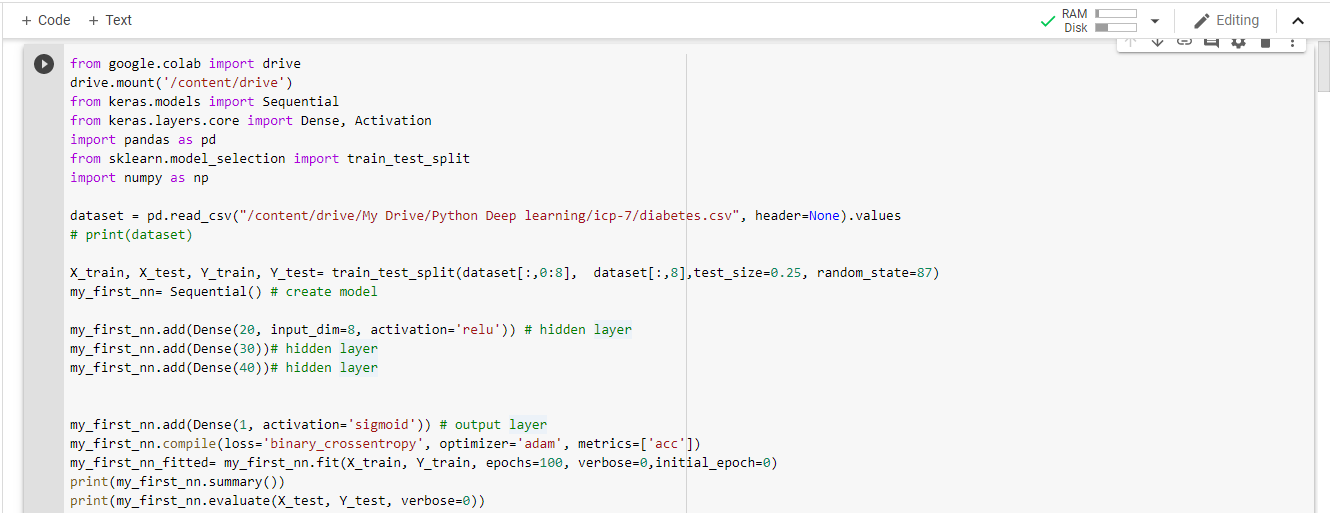 + Code + Text
RAM
Disk
Editing
from google.colab import drive
drive.mount('/content/drive')
from keras.models import Sequential
from keras.layers.core import Dense, Activation
import pandas as pd
from sklearn.model_selection import train_test_split
import numpy as np
dataset = pd.read_csv("/content/drive/My Drive/Python Deep learning/icp-7/diabetes.csv", header=None).values
# print(dataset)
X_train, X_test, Y_train, Y_test= train_test_split(dataset[:,0:8],  dataset[:,8],test_size=0.25, random_state=87)
my_first_nn= Sequential() # create model
my_first_nn.add(Dense(20, input_dim=8, activation='relu')) # hidden layer
my_first_nn.add(Dense(30))# hidden layer
my_first_nn.add(Dense(40))# hidden layer
my_first_nn.add(Dense(1, activation='sigmoid')) # output layer
my_first_nn.compile(loss='binary_crossentropy', optimizer='adam', metrics=['acc'])
my_first_nn_fitted= my_first_nn.fit(X_train, Y_train, epochs=100, verbose=0,initial_epoch=0)
print(my_first_nn.summary())
print(my_first_nn.evaluate(X_test, Y_test, verbose=0))